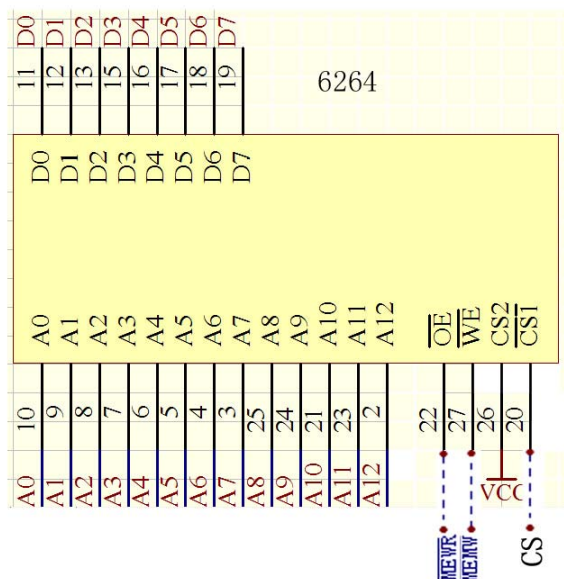 D0 D1 D2 D3 D4 D5 D6 D7
11 12 13 15 16 17 18 19
6264
D0 D1 D2 D3 D4 D5 D6 D7
A0 A1 A2 A3 A4 A5 A6 A7 A8 A9 A10 A11 A12 OE WE CS2 CS1
10 9 8 7 6 5 4 3 25 24 21 23 2 22 27 26 20
A0 A1 A2 A3 A4 A5 A6 A7 A8 A9 A10 A11 A12 VCC
MEWR MEMW CS